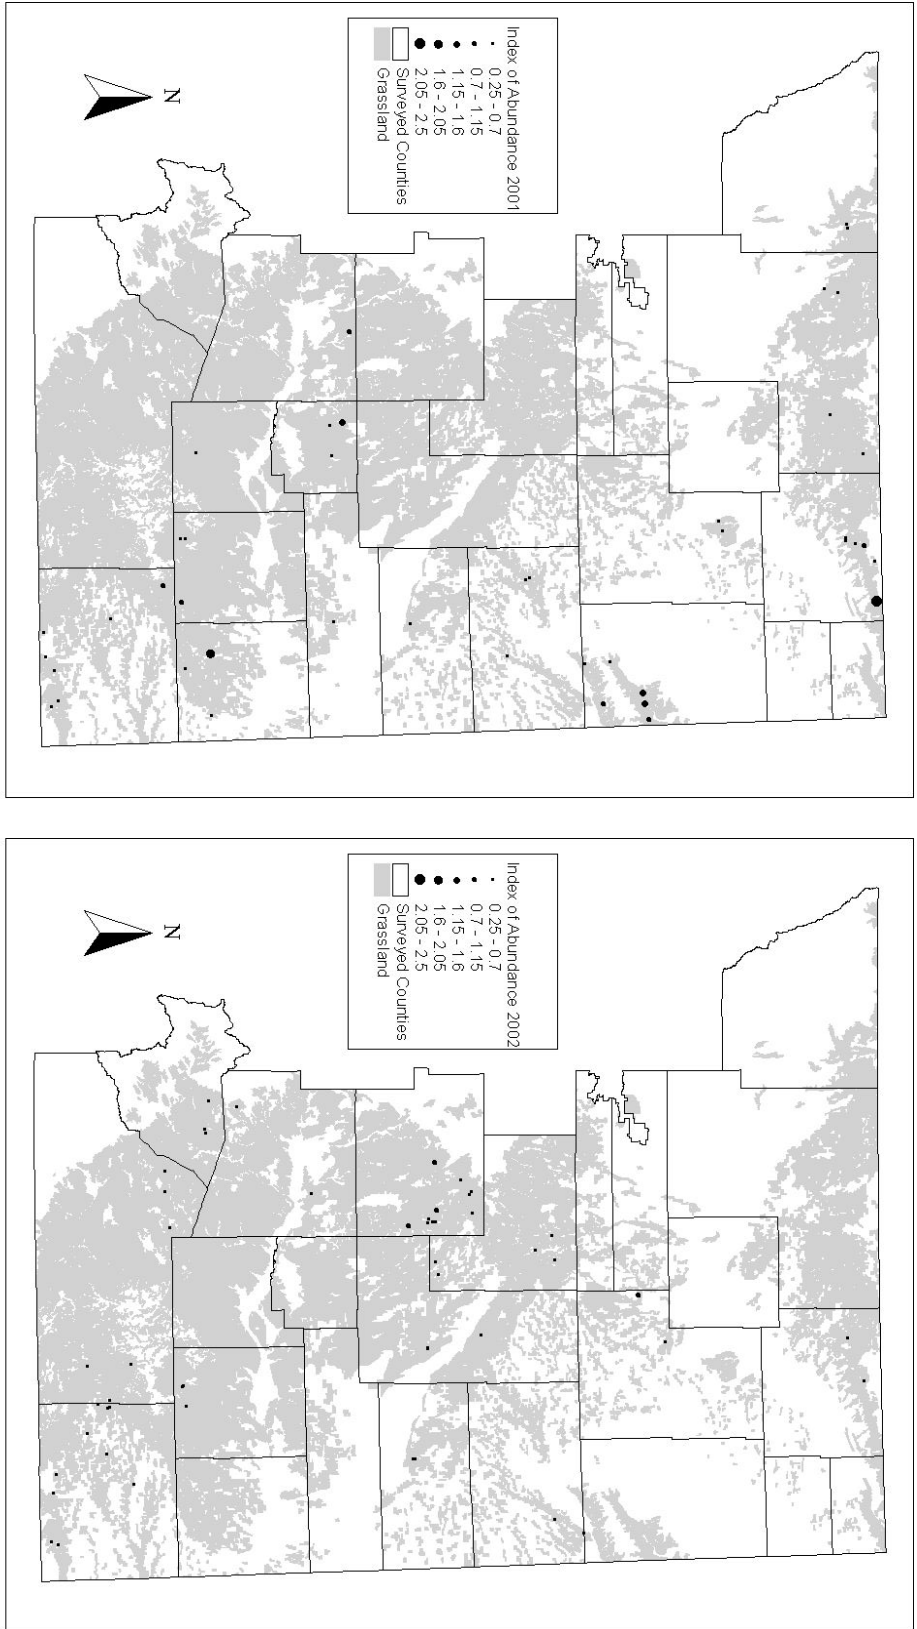 N
Index of Abundance 2001
0.25 - 0.7
0.7 - 1.15
1.15 - 1.6
1.6 - 2.05
2.05 - 2.5
Surveyed Counties
Grassland
N
Index of Abundance 2002
0.25 - 0.7
0.7 - 1.15
1.15 - 1.6
1.6 - 2.05
2.05 - 2.5
Surveyed Counties
Grassland